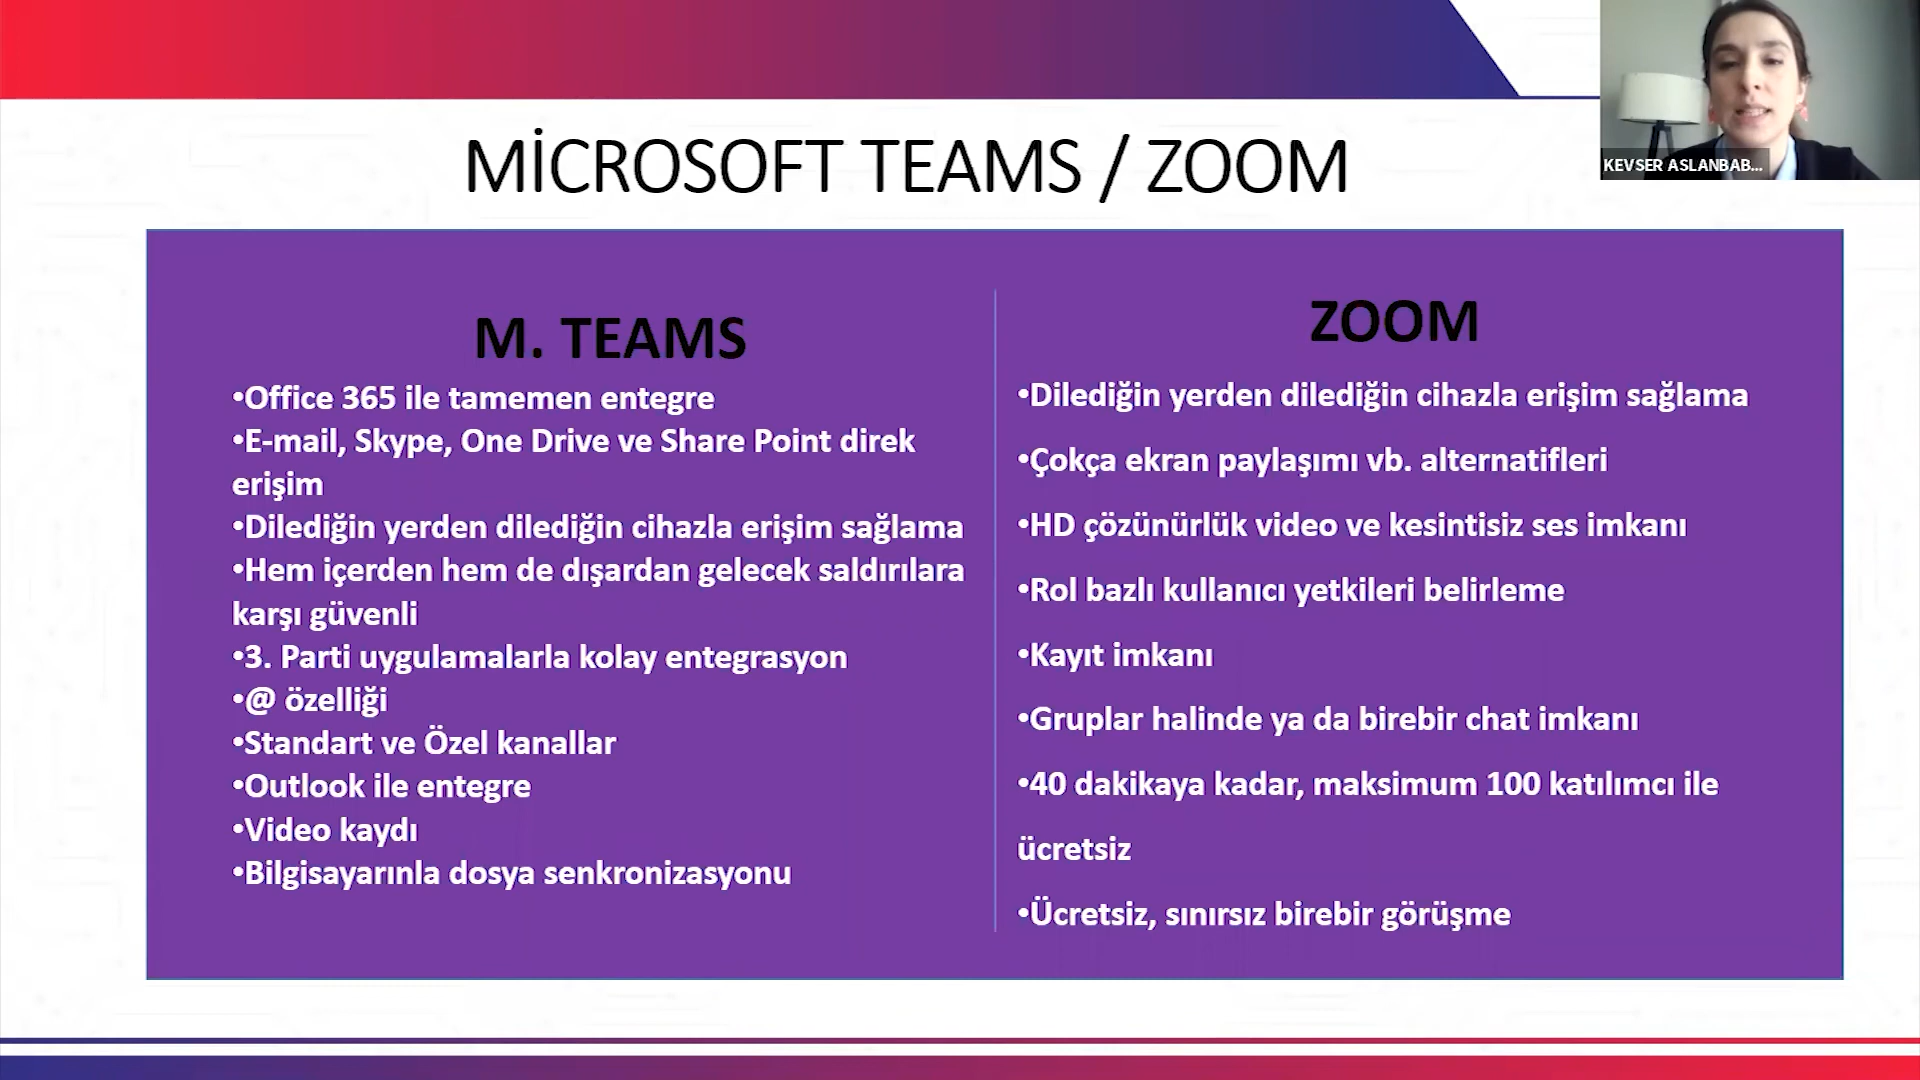 MİCROSOFT TEAMS / ZOOM
KEVSER ASLANBAB...
M. TEAMS
•Office 365 ile tamemen entegre
•E-mail, Skype, One Drive ve Share Point direk
erişim
•Dilediğin yerden dilediğin cihazla erişim sağlama
•Hem içerden hem de dışardan gelecek saldırılara
karşı güvenli
•3. Parti uygulamalarla kolay entegrasyon
•@ özelliği
•Standart ve Özel kanallar
•Outlook ile entegre
•Video kaydı
•Bilgisayarınla dosya senkronizasyonu
ZOOM
•Dilediğin yerden dilediğin cihazla erişim sağlama
•Çokça ekran paylaşımı vb. alternatifleri
•HD çözünürlük video ve kesintisiz ses imkanı
•Rol bazlı kullanıcı yetkileri belirleme
•Kayıt imkanı
•Gruplar halinde ya da birebir chat imkanı
•40 dakikaya kadar, maksimum 100 katılımcı ile
ücretsiz
•Ücretsiz, sınırsız birebir görüşme